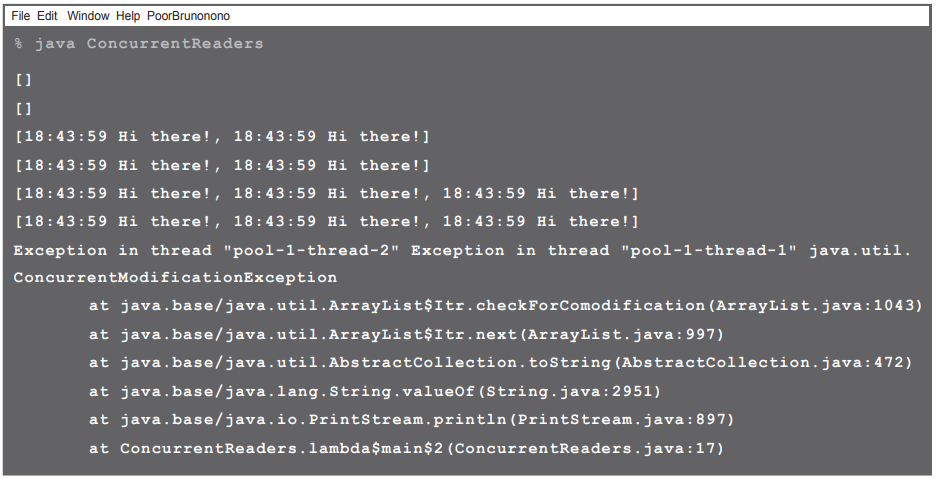 File Edit Window Help PoorBrunonono
% java ConcurrentReaders
[]
[]
[18:43:59 Hi there!, 18:43:59 Hi there!]
[18:43:59 Hi there!, 18:43:59 Hi there!]
[18:43:59 Hi there!, 18:43:59 Hi there!, 18:43:59 Hi there!]
[18:43:59 Hi there!, 18:43:59 Hi there!, 18:43:59 Hi there!]
Exception in thread "pool-1-thread-2" Exception in thread "pool-1-thread-1" java.util.
ConcurrentModificationException
at java.base/java.util.ArrayList$Itr.checkForComodification(ArrayList.java:1043)
at java.base/java.util.ArrayList$Itr.next(ArrayList.java:997)
at java.base/java.util.AbstractCollection.toString(AbstractCollection.java:472)
at java.base/java.lang.String.valueOf(String.java:2951)
at java.base/java.io.PrintStream.println(PrintStream.java:897)
at ConcurrentReaders.lambda$main$2(ConcurrentReaders.java:17)